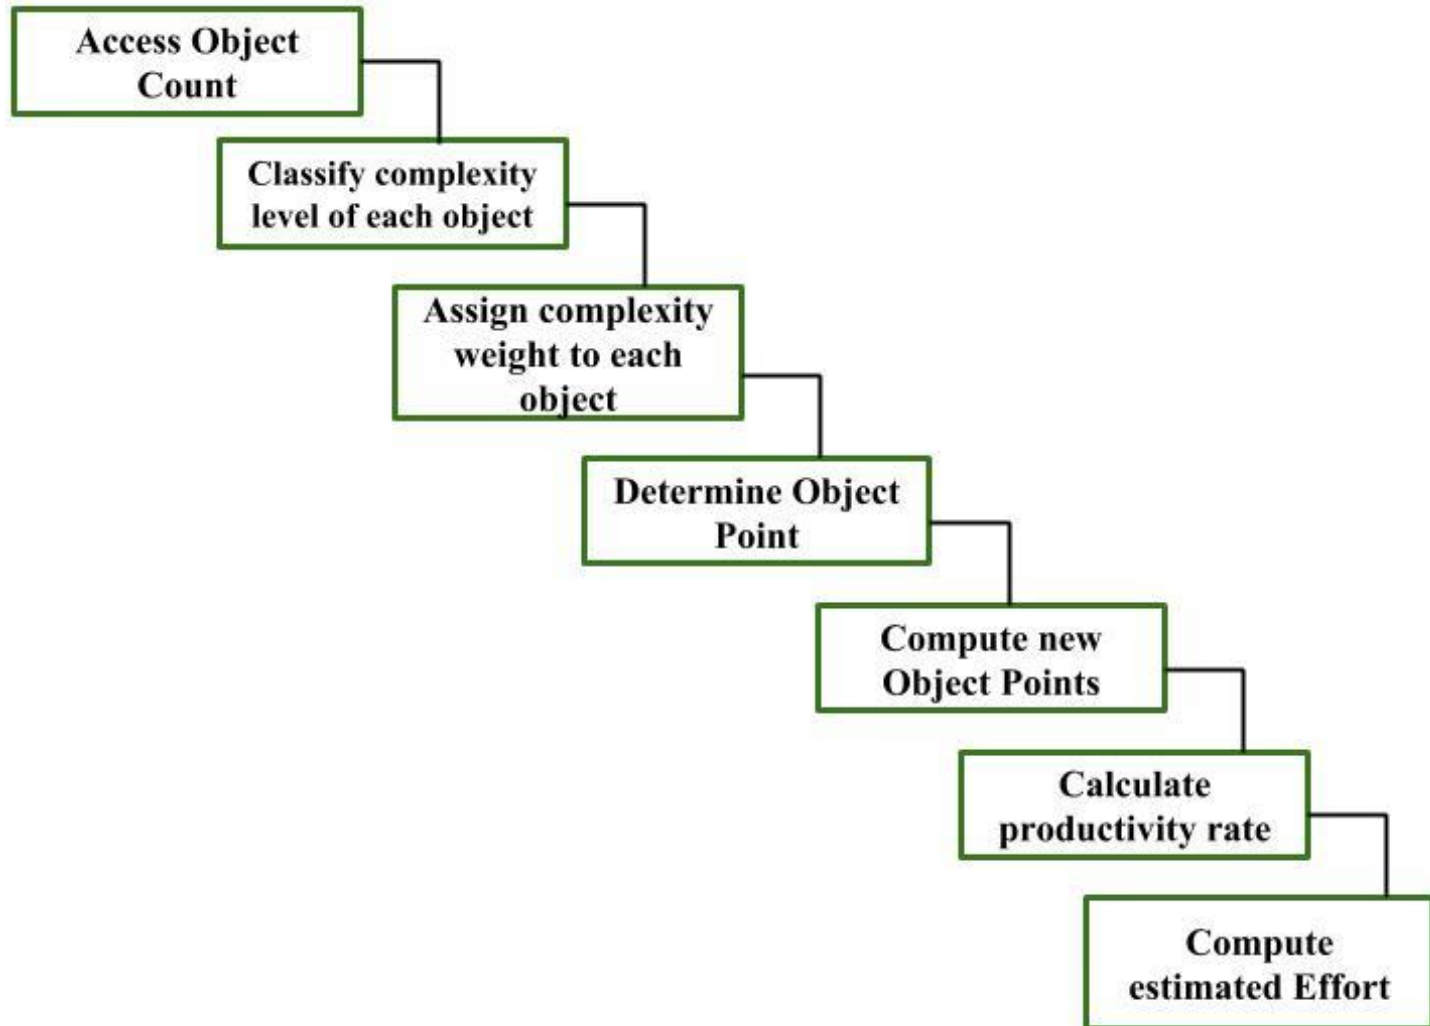 Access Object
Count
Classify complexity
level of each object
Assign complexity
weight to each
object
Determine Object
Point
Compute new
Object Points
Calculate
productivity rate
Compute
estimated Effort